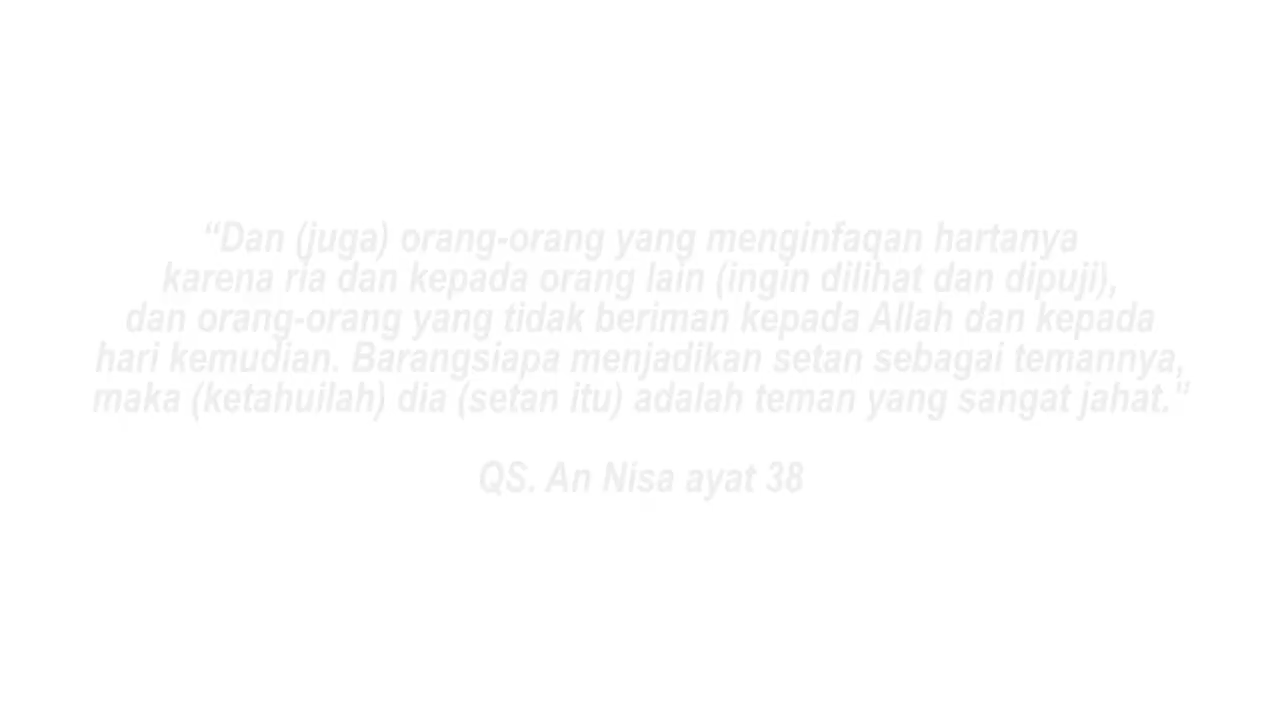 “Dan (juga) orang-orang yang menginfaqan hartanya
karena ria dan kepada orang lain (ingin dilihat dan dipuji),
dan orang-orang yang tidak beriman kepada Allah dan kepada
hari kemudian. Barangsiapa menjadikan setan sebagai temannya,
maka (ketahuilah) dia (setan itu) adalah teman yang sangat jahat."
QS. An Nisa ayat 38